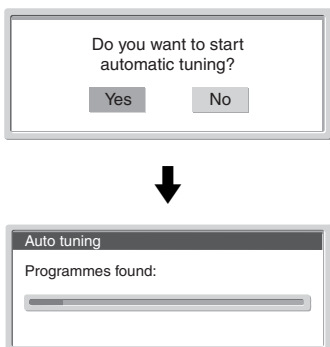 Do you want to start
automatic tuning?
Yes No
Auto tuning
Programmes found: